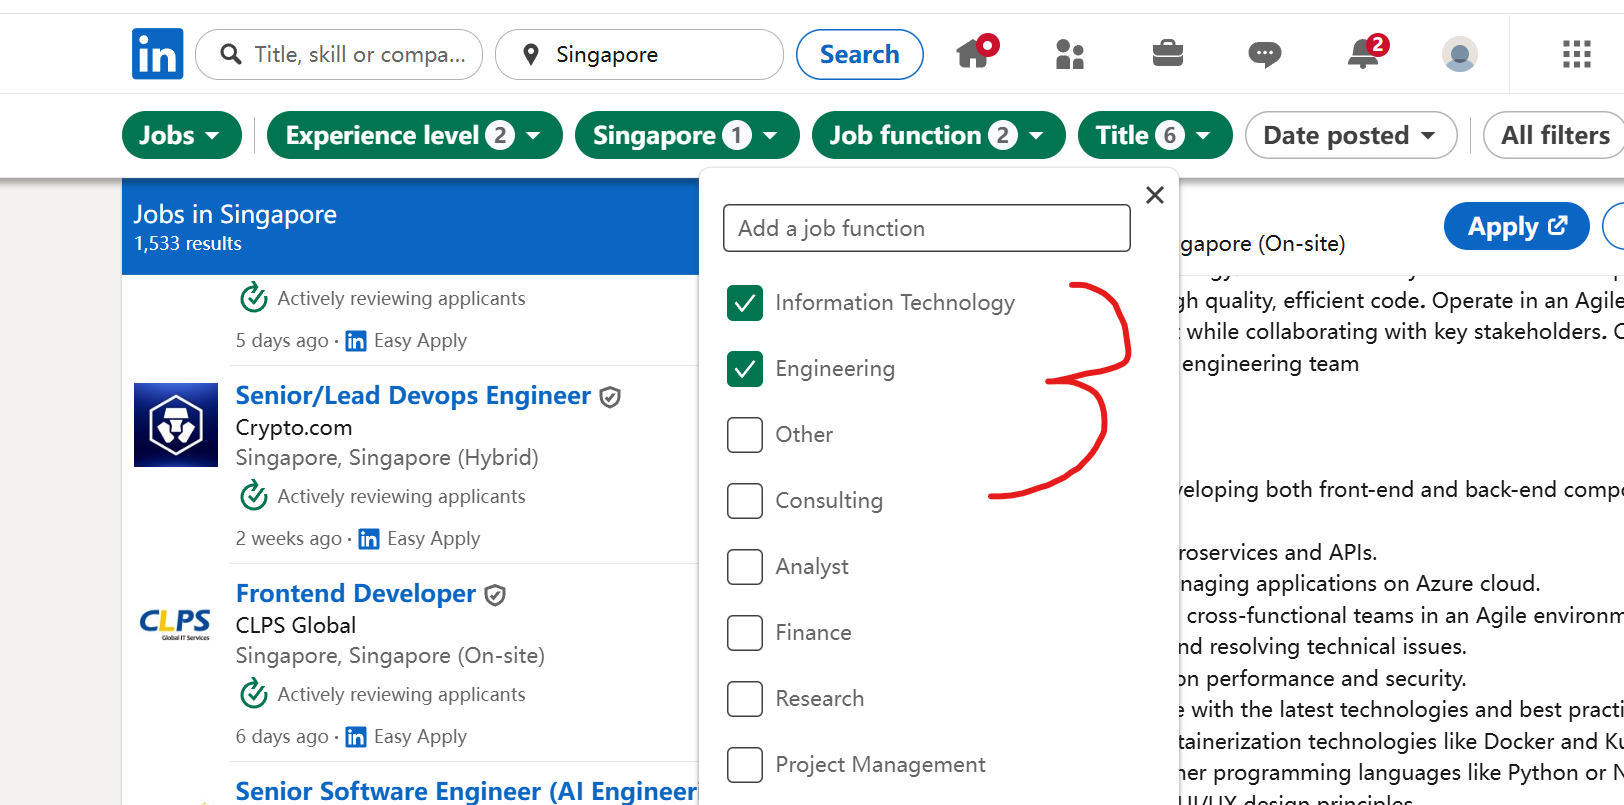 in Title, skill or compa... Singapore Search 2
Jobs Experience level 2 Singapore 1 Job function 2 Title 6 Date posted All filters
Jobs in Singapore
1,533 results
Actively reviewing applicants
5 days ago · in Easy Apply
Senior/Lead Devops Engineer
Crypto.com
Singapore, Singapore (Hybrid)
Actively reviewing applicants
2 weeks ago · in Easy Apply
CLPS
Global IT Services
Frontend Developer
CLPS Global
Singapore, Singapore (On-site)
Actively reviewing applicants
6 days ago · in Easy Apply
Senior Software Engineer (AI Engineer
Add a job function
Information Technology
Engineering
Other
Consulting
Analyst
Finance
Research
Project Management
gapore (On-site)
Apply
gh quality, efficient code. Operate in an Agile
while collaborating with key stakeholders.
engineering team
veloping both front-end and back-end compo
roservices and APIs.
naging applications on Azure cloud.
cross-functional teams in an Agile environm
nd resolving technical issues.
on performance and security.
e with the latest technologies and best practi
tainerization technologies like Docker and Ku
her programming languages like Python or N
UI/UX design principles.